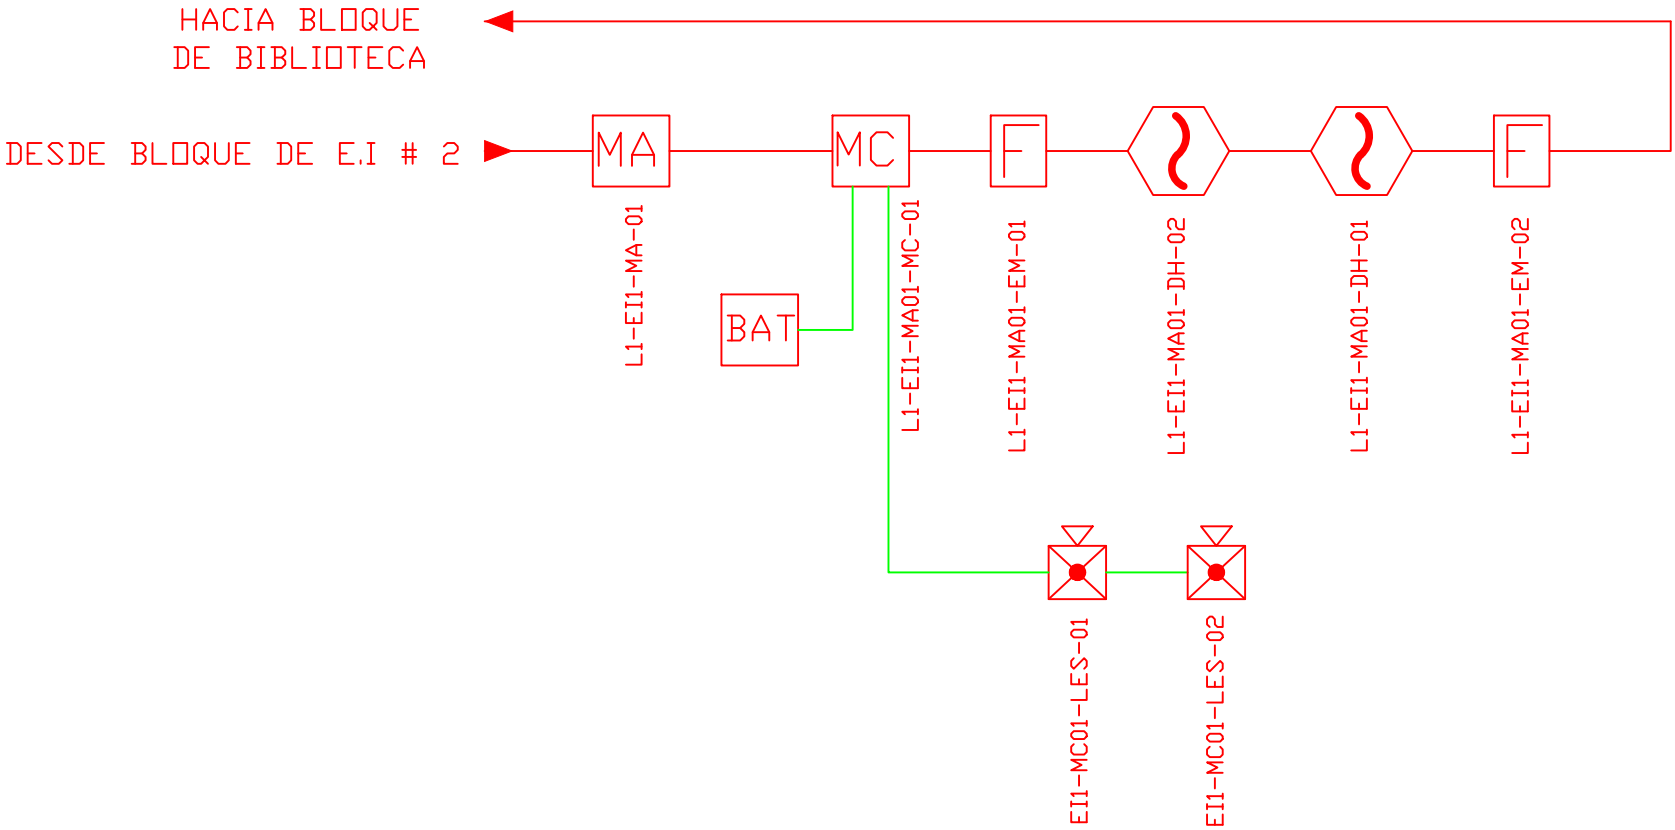 HACIA BLOQUE
DE BIBLIOTECA
DESDE BLOQUE DE E.I # 2
MA
MC
F
F
L1-EI1-MA-01
L1-EI1-MA01-MC-01
L1-EI1-MA01-EM-01
L1-EI1-MA01-DH-02
L1-EI1-MA01-DH-01
L1-EI1-MA01-EM-02
BAT
EI1-MC01-LES-01
EI1-MC01-LES-02